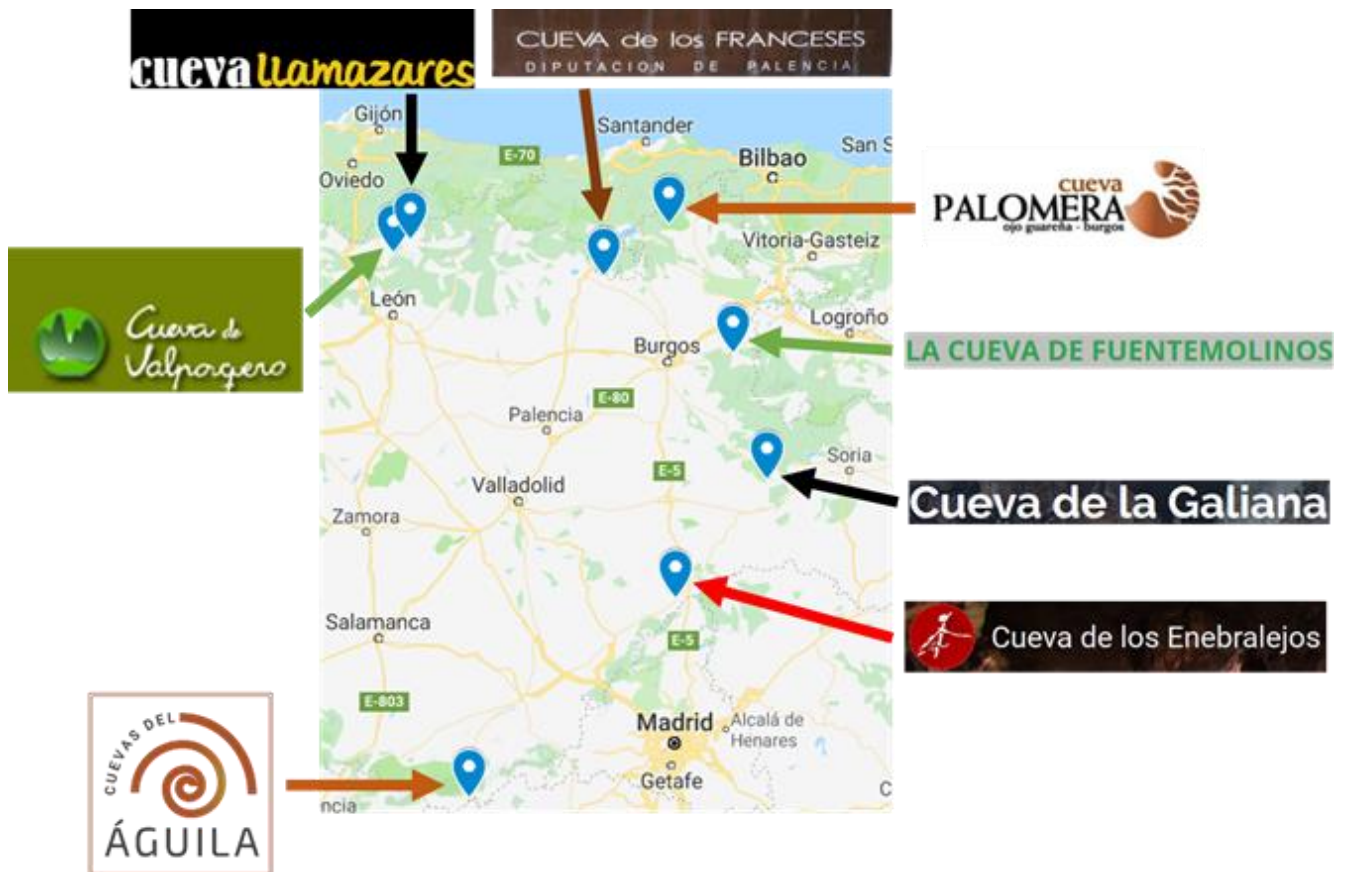 cueva llamazares
CUEVA de los FRANCESES
DIPUTACION DE PALENCIA
cueva
PALOMERA
ojo guareña - burgos
Cueva de
Valporquero
LA CUEVA DE FUENTEMOLINOS
Cueva de la Galiana
Cueva de los Enebralejos
CUEVAS DEL
ÁGUILA
Gijón
Santander
E-70
Bilbao
San S
Oviedo
Vitoria-Gasteiz
León
Logroño
Burgos
E-80
Palencia
Soria
E-5
Valladolid
Zamora
Salamanca
E-5
E-803
Madrid
Alcalá de
Henares
Getafe
ncia
C